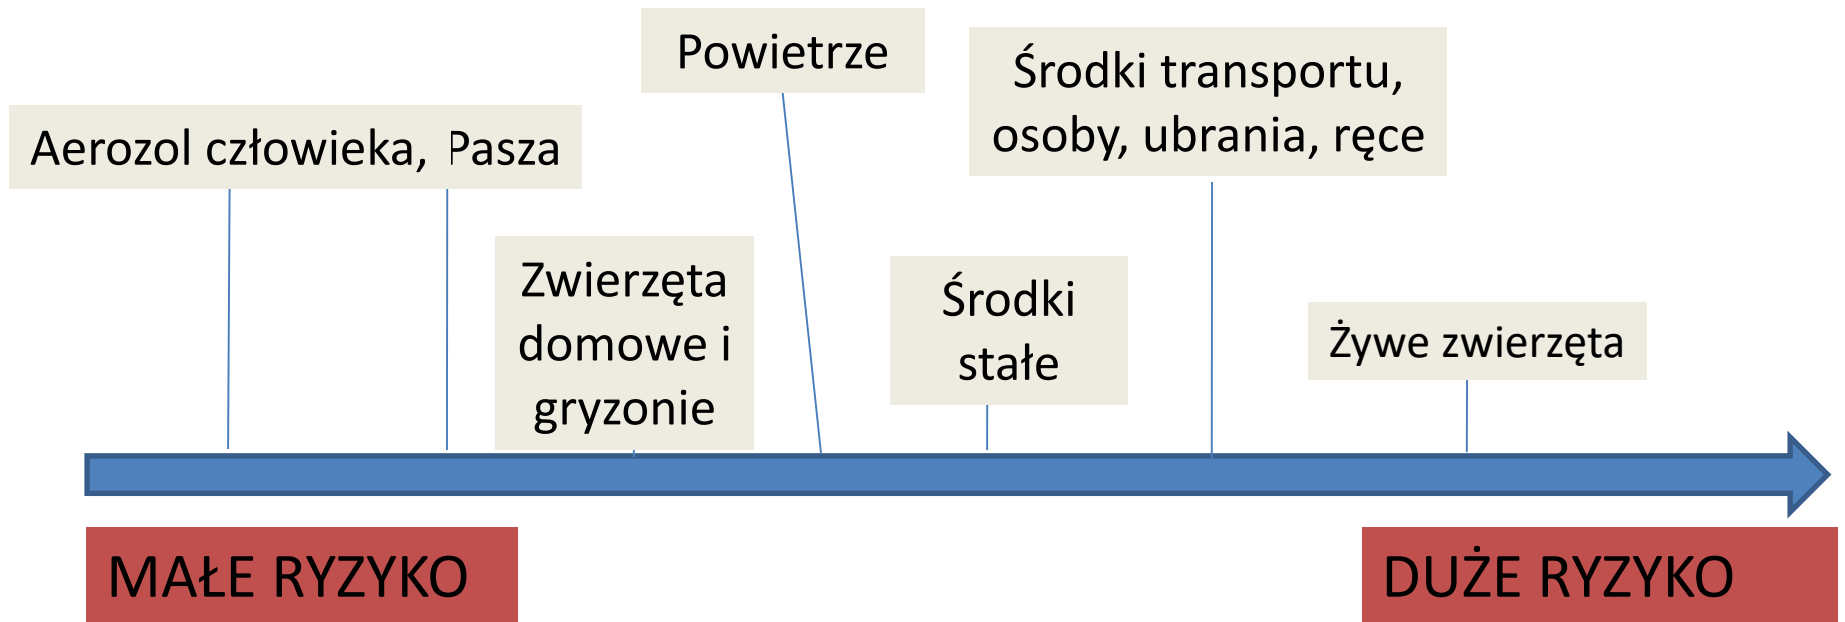 Powietrze
Środki transportu,
osoby, ubrania, ręce
Aerozol człowieka, Pasza
Zwierzęta
domowe i
gryzonie
Środki
stałe
Żywe zwierzęta
MAŁE RYZYKO
DUŻE RYZYKO